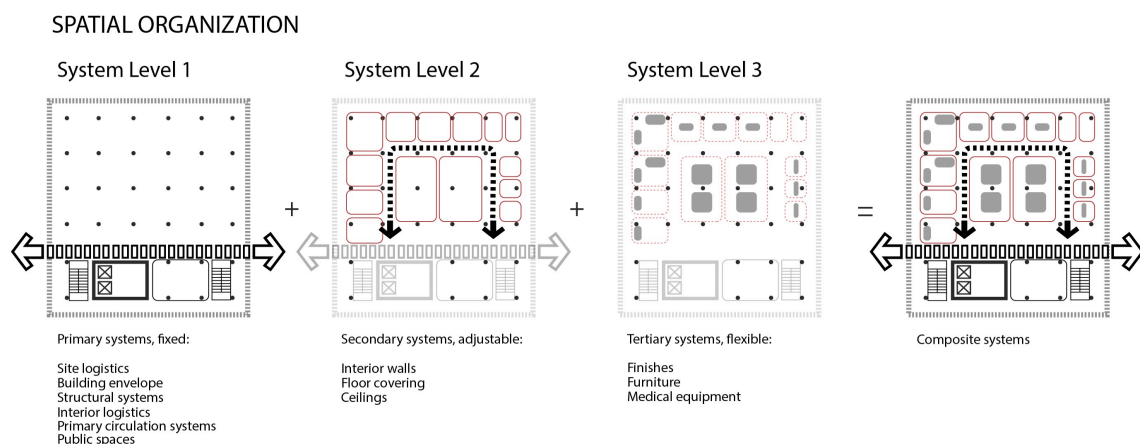 SPATIAL ORGANIZATION
System Level 1
System Level 2
System Level 3
+
+
=
Primary systems, fixed:
Site logistics
Building envelope
Structural systems
Interior logistics
Primary circulation systems
Public spaces
Secondary systems, adjustable:
Interior walls
Floor covering
Ceilings
Tertiary systems, flexible:
Finishes
Furniture
Medical equipment
Composite systems